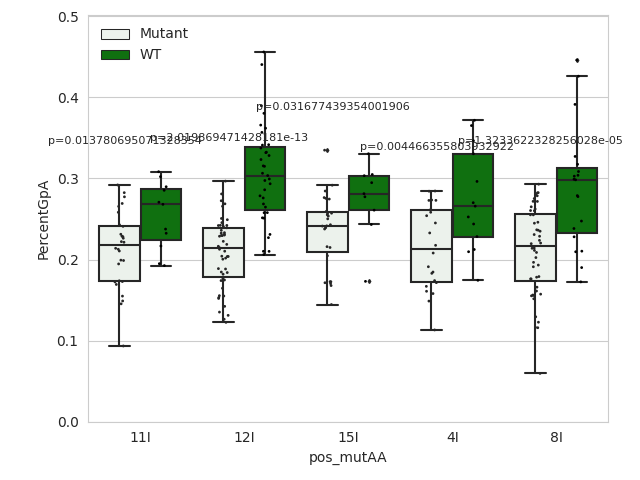 0.5
Mutant
WT
0.4
p=0.031677439354001906
p=0.01378069507132835
p=2.019869471428181e-13
p=0.004466355803932922
p=1.3233622328256028e-05
0.3
0.2
0.1
0.0
PercentGpA
11I 12I 15I 4I 8I
pos_mutAA